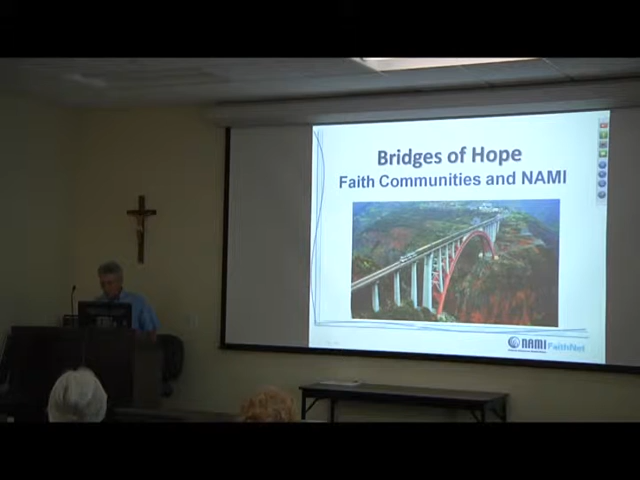 Bridges of Hope
Faith Communities and NAMI
NAMI FaithNet